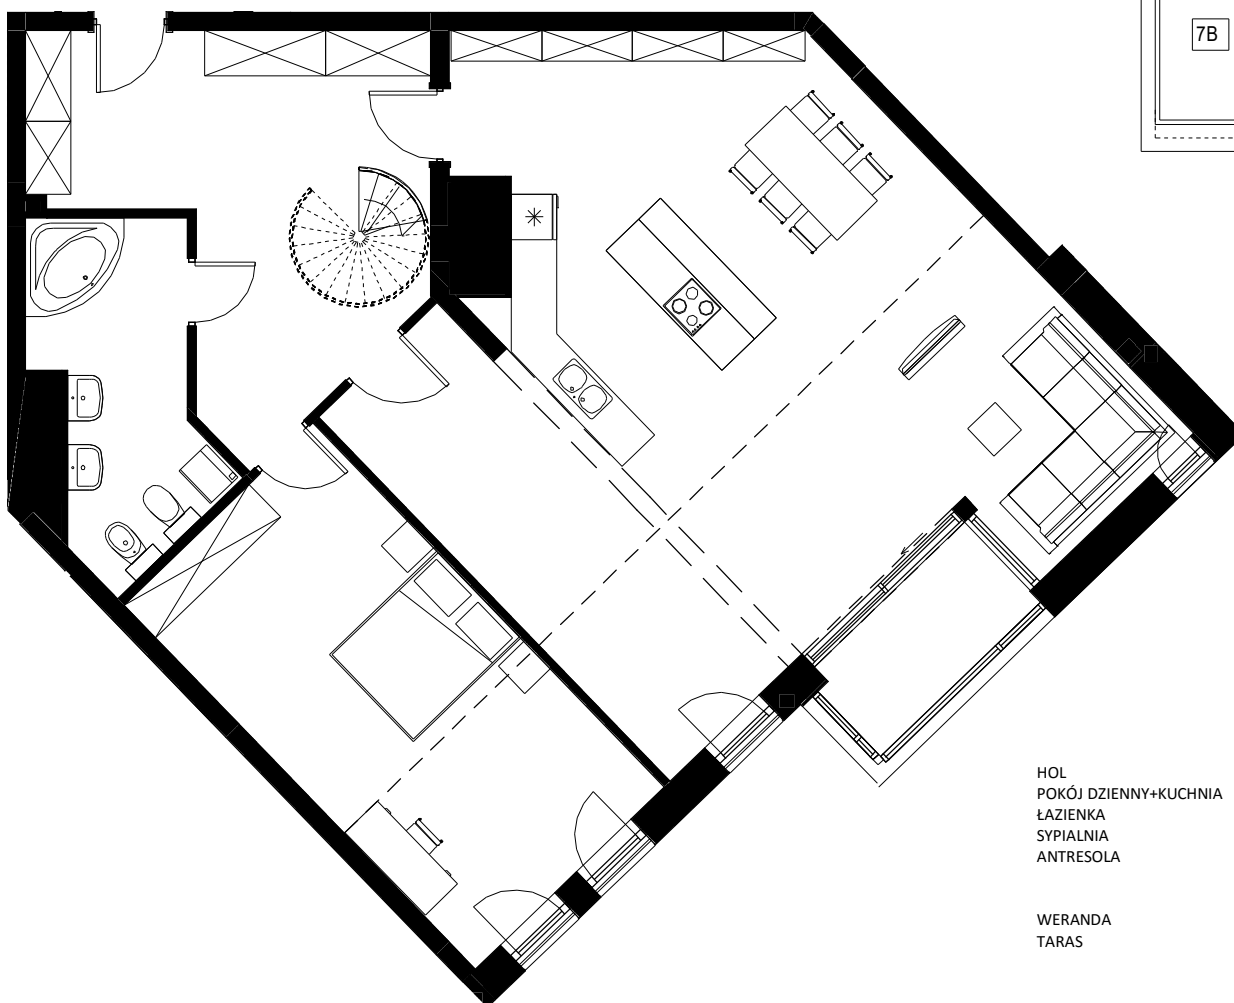 7B
HOL
POKÓJ DZIENNY+KUCHNIA
ŁAZIENKA
SYPIALNIA
ANTRESOLA
WERANDA
TARAS